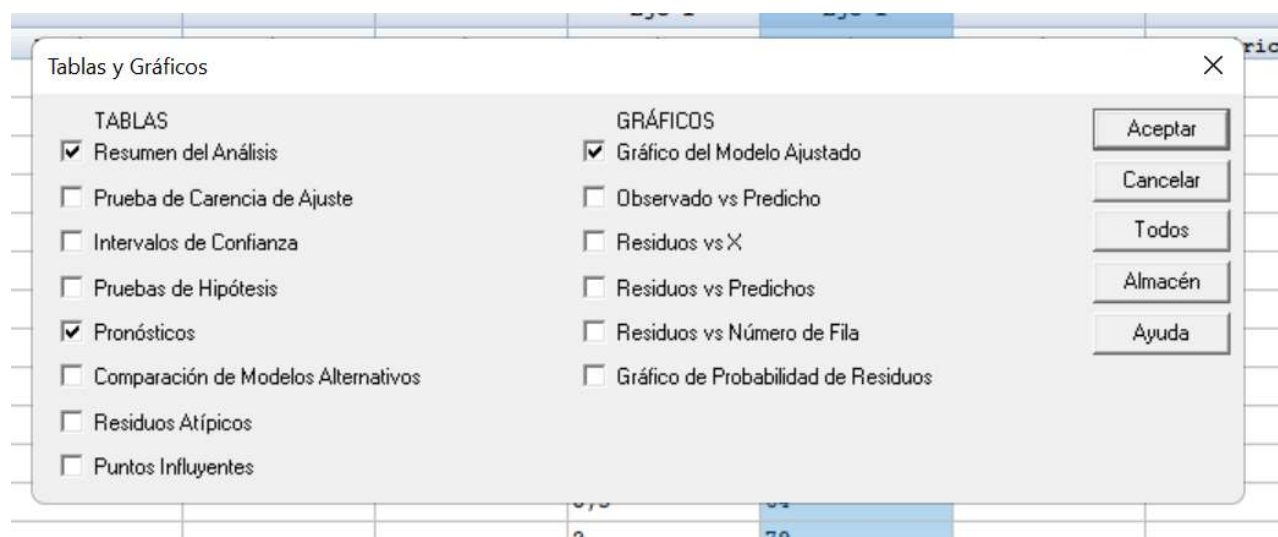 Tablas y Gráficos
TABLAS
Resumen del Análisis
Prueba de Carencia de Ajuste
Intervalos de Confianza
Pruebas de Hipótesis
Pronósticos
Comparación de Modelos Alternativos
Residuos Atípicos
Puntos Influyentes
GRÁFICOS
Gráfico del Modelo Ajustado
Observado vs Predicho
Residuos vs X
Residuos vs Predichos
Residuos vs Número de Fila
Gráfico de Probabilidad de Residuos
Aceptar
Cancelar
Todos
Almacén
Ayuda